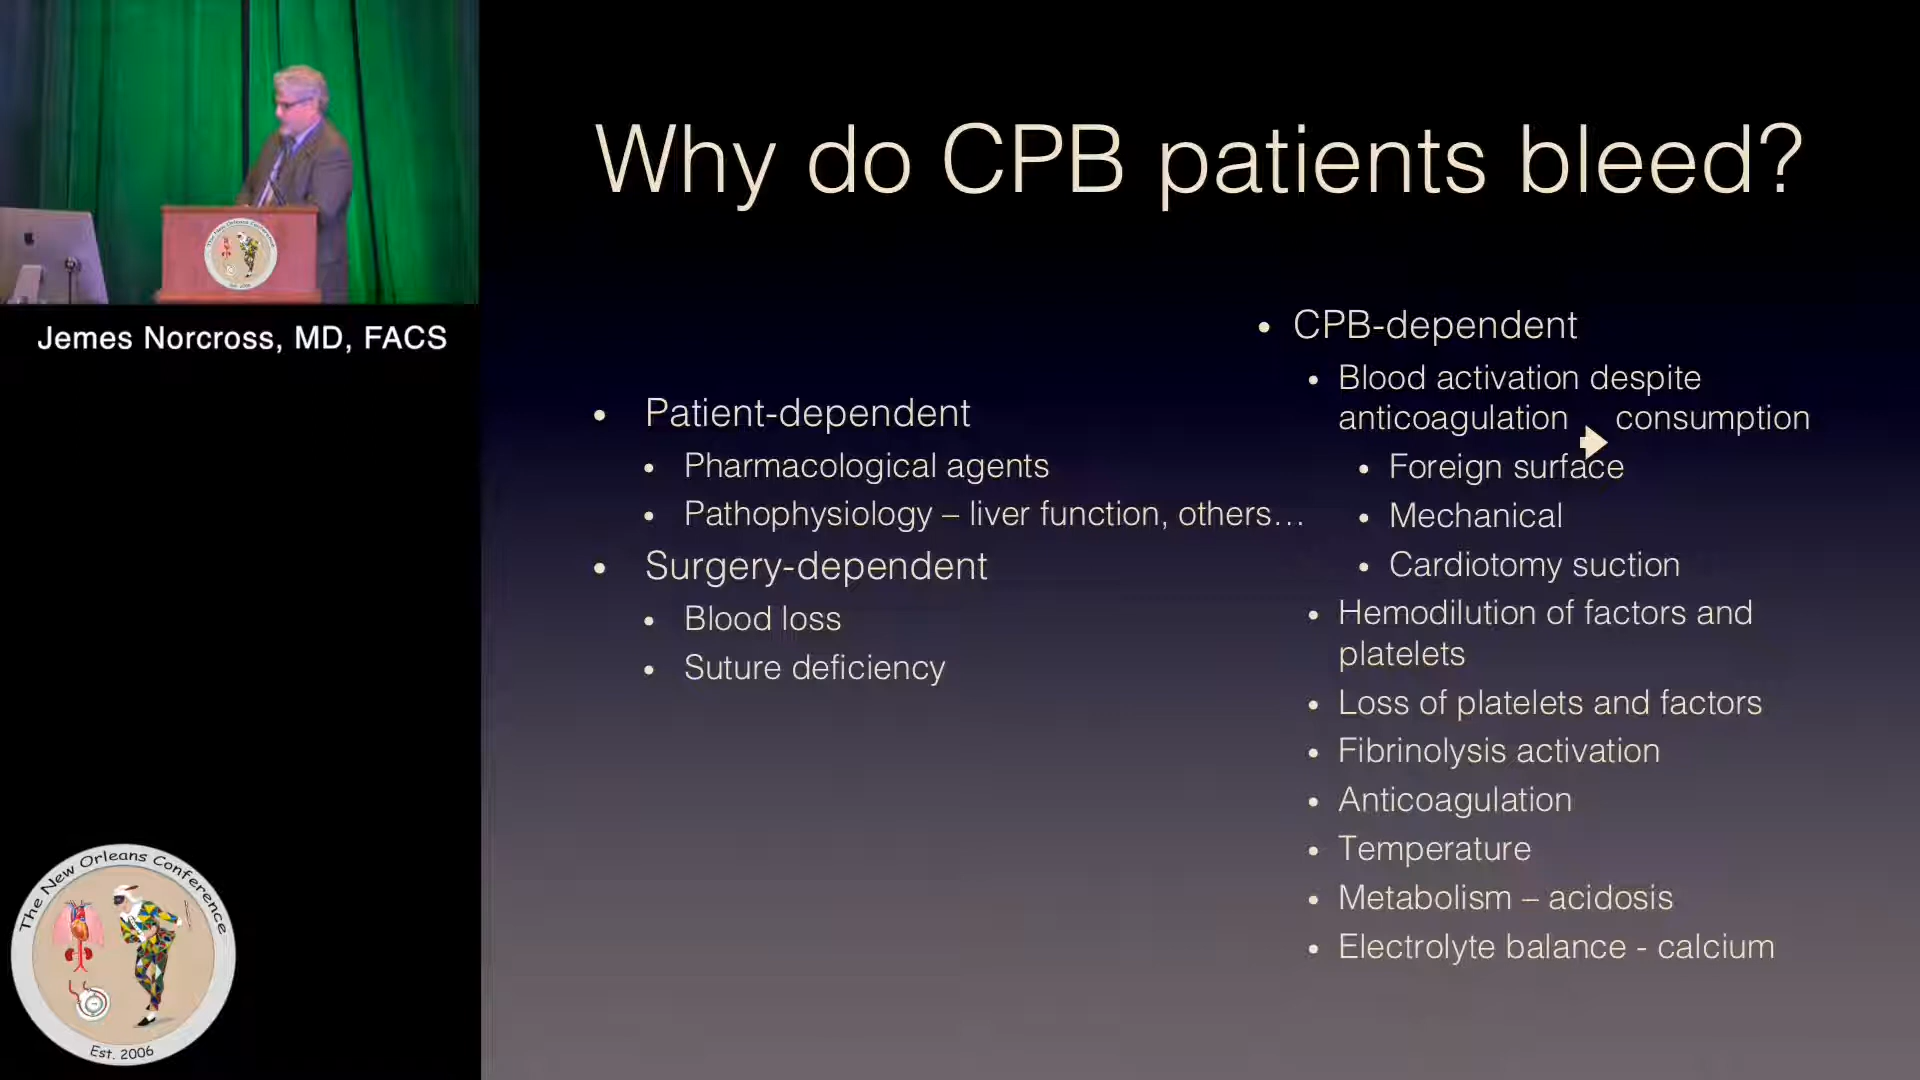 Why do CPB patients bleed?
Jemes Norcross, MD, FACS
• Patient-dependent
• Pharmacological agents
• Pathophysiology – liver function, others...
• Surgery-dependent
• Blood loss
• Suture deficiency
• CPB-dependent
• Blood activation despite
anticoagulation consumption
• Foreign surface
• Mechanical
• Cardiotomy suction
• Hemodilution of factors and
platelets
• Loss of platelets and factors
• Fibrinolysis activation
• Anticoagulation
• Temperature
• Metabolism – acidosis
• Electrolyte balance - calcium
The New Orleans Conference
Est. 2006